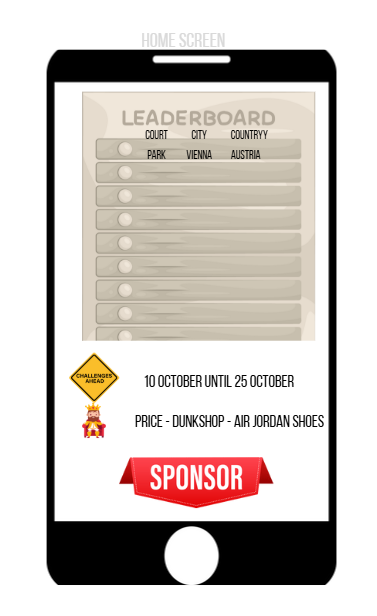 HOME SCREEN
LEADERBOARD
COURT CITY COUNTRYY
PARK VIENNA AUSTRIA
CHALLENGES
AHEAD
10 OCTOBER UNTIL 25 OCTOBER
PRICE - DUNKSHOP - AIR JORDAN SHOES
SPONSOR